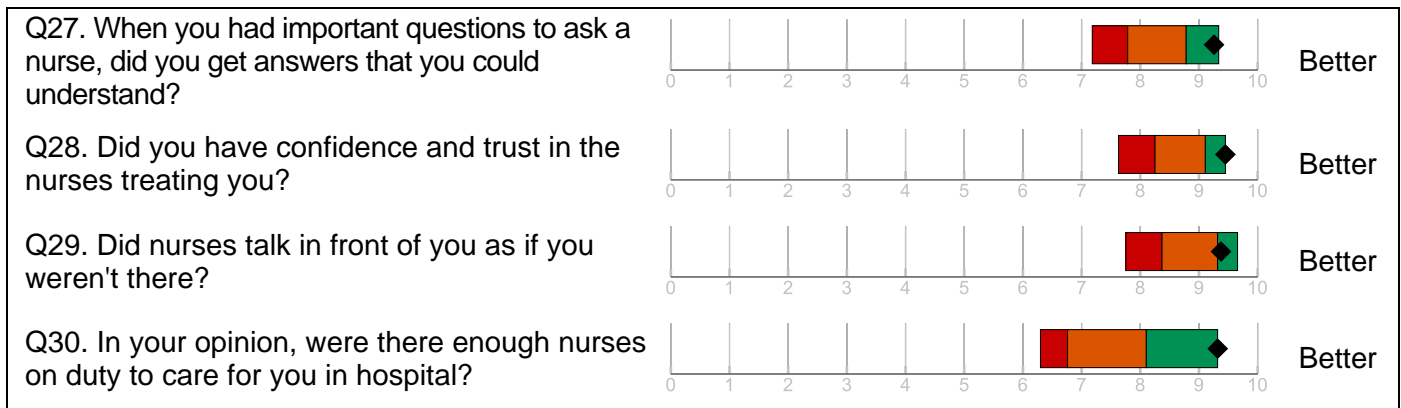 Q27. When you had important questions to ask a
nurse, did you get answers that you could
understand?
0 1 2 3 4 5 6 7 8 9 10
Better
Q28. Did you have confidence and trust in the
nurses treating you?
0 1 2 3 4 5 6 7 8 9 10
Better
Q29. Did nurses talk in front of you as if you
weren't there?
0 1 2 3 4 5 6 7 8 9 10
Better
Q30. In your opinion, were there enough nurses
on duty to care for you in hospital?
0 1 2 3 4 5 6 7 8 9 10
Better